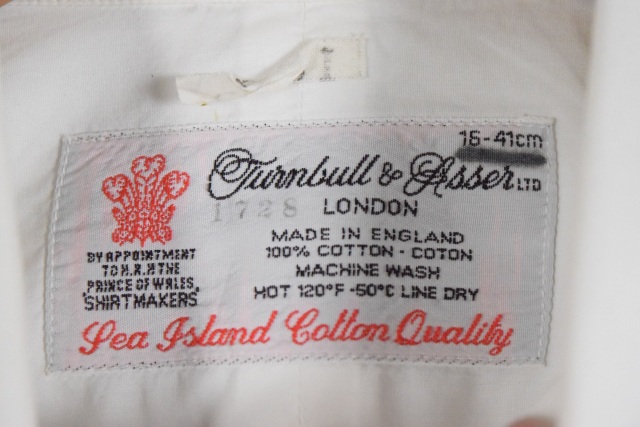 16-41cm
Turnbull & Asser LTD
1728 LONDON
MADE IN ENGLAND
100% COTTON - COTON
MACHINE WASH
HOT 120°F -50°C LINE DRY
BY APPOINTMENT
TO H.R.H THE
PRINCE OF WALES
"SHIRTMAKERS"
Sea Island Cotton Quality